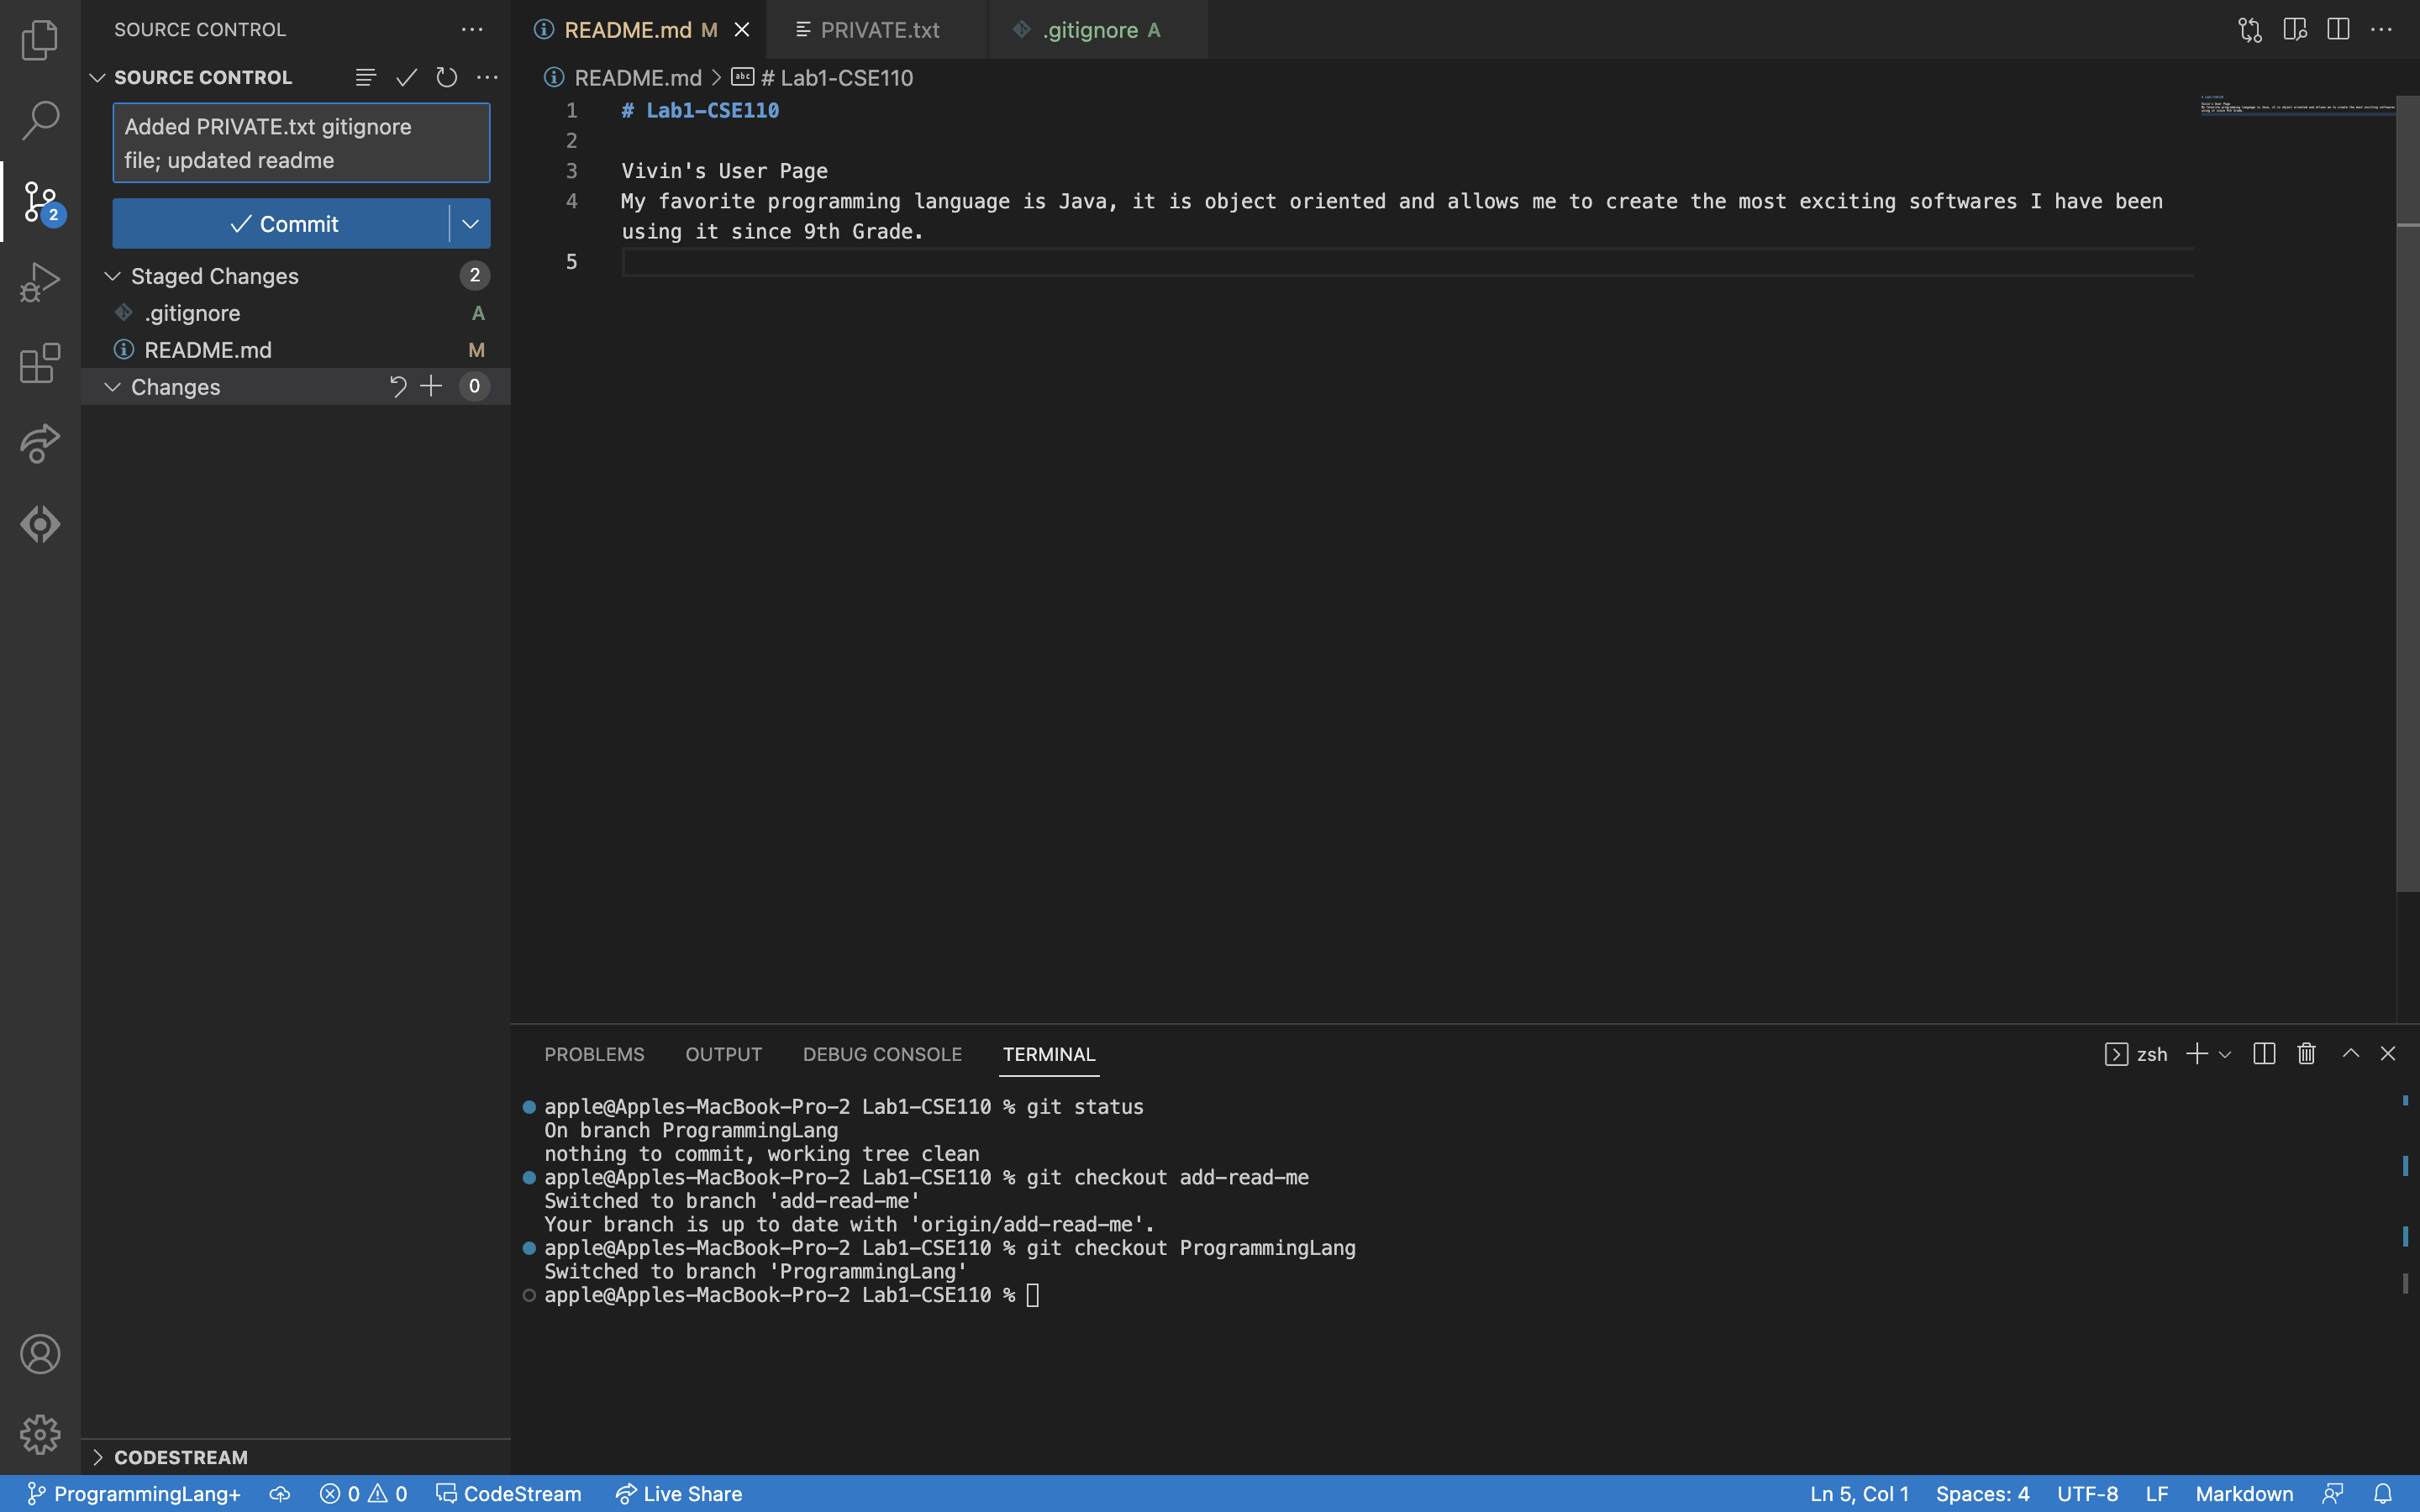 SOURCE CONTROL
SOURCE CONTROL
Added PRIVATE.txt gitignore
file; updated readme
Commit
Staged Changes 2
.gitignore A
README.md M
Changes 0
CODESTREAM
README.md M
PRIVATE.txt
.gitignore A
README.md > abc # Lab1-CSE110
1 # Lab1-CSE110
2
3 Vivin's User Page
4 My favorite programming language is Java, it is object oriented and allows me to create the most exciting softwares I have been
using it since 9th Grade.
5
PROBLEMS OUTPUT DEBUG CONSOLE TERMINAL
zsh
apple@Apples-MacBook-Pro-2 Lab1-CSE110 % git status
On branch ProgrammingLang
nothing to commit, working tree clean
apple@Apples-MacBook-Pro-2 Lab1-CSE110 % git checkout add-read-me
Switched to branch 'add-read-me'
Your branch is up to date with 'origin/add-read-me'.
apple@Apples-MacBook-Pro-2 Lab1-CSE110 % git checkout ProgrammingLang
Switched to branch 'ProgrammingLang'
apple@Apples-MacBook-Pro-2 Lab1-CSE110 %
2
ProgrammingLang+ 0 0 CodeStream Live Share Ln 5, Col 1 Spaces: 4 UTF-8 LF Markdown